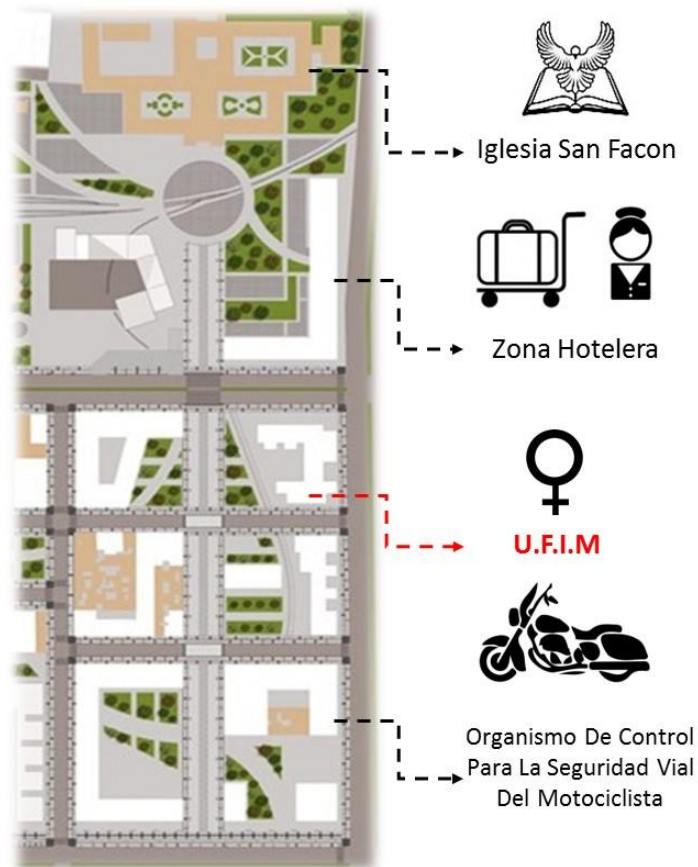 Iglesia San Facon
Zona Hotelera
U.F.I.M
Organismo De Control
Para La Seguridad Vial
Del Motociclista